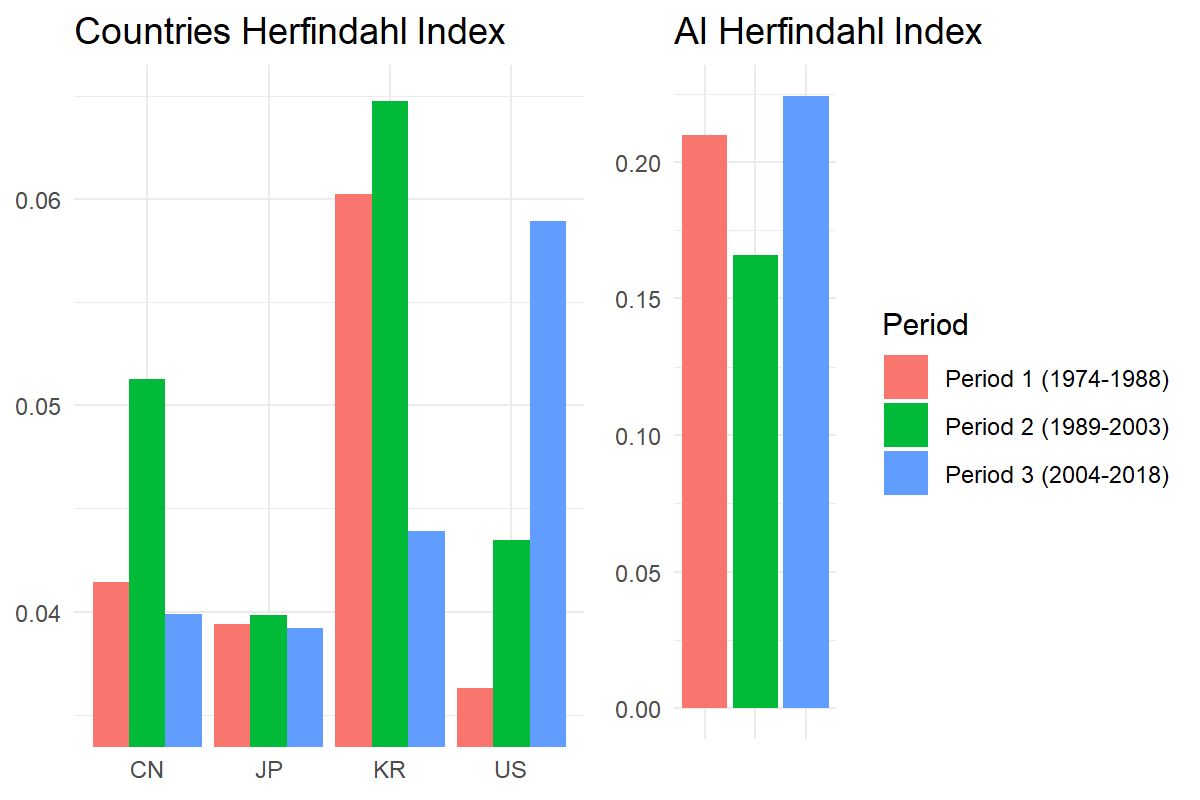 Countries Herfindahl Index
0.06
0.05
0.04
CN JP KR US
AI Herfindahl Index
0.20
0.15
0.10
0.05
0.00
Period
Period 1 (1974-1988)
Period 2 (1989-2003)
Period 3 (2004-2018)